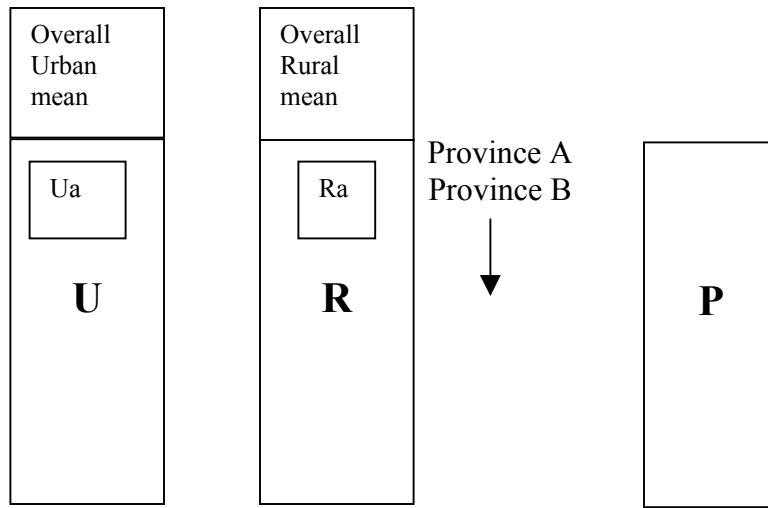 Overall
Urban
mean
Overall
Rural
mean
Province A
Province B
Ua
Ra
U
R
P